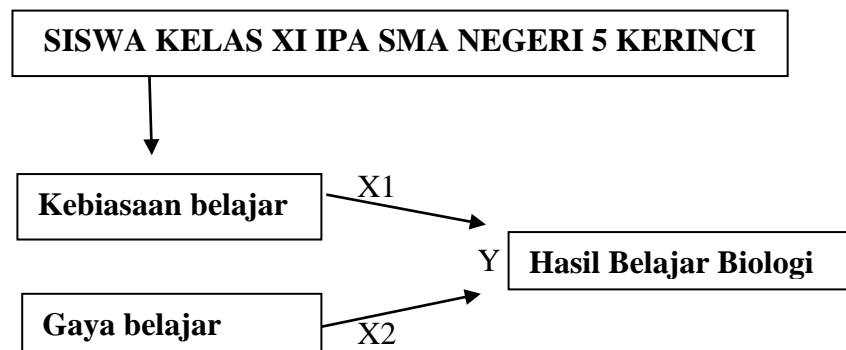 SISWA KELAS XI IPA SMA NEGERI 5 KERINCI
Kebiasaan belajar
X1
Y
Hasil Belajar Biologi
Gaya belajar
X2